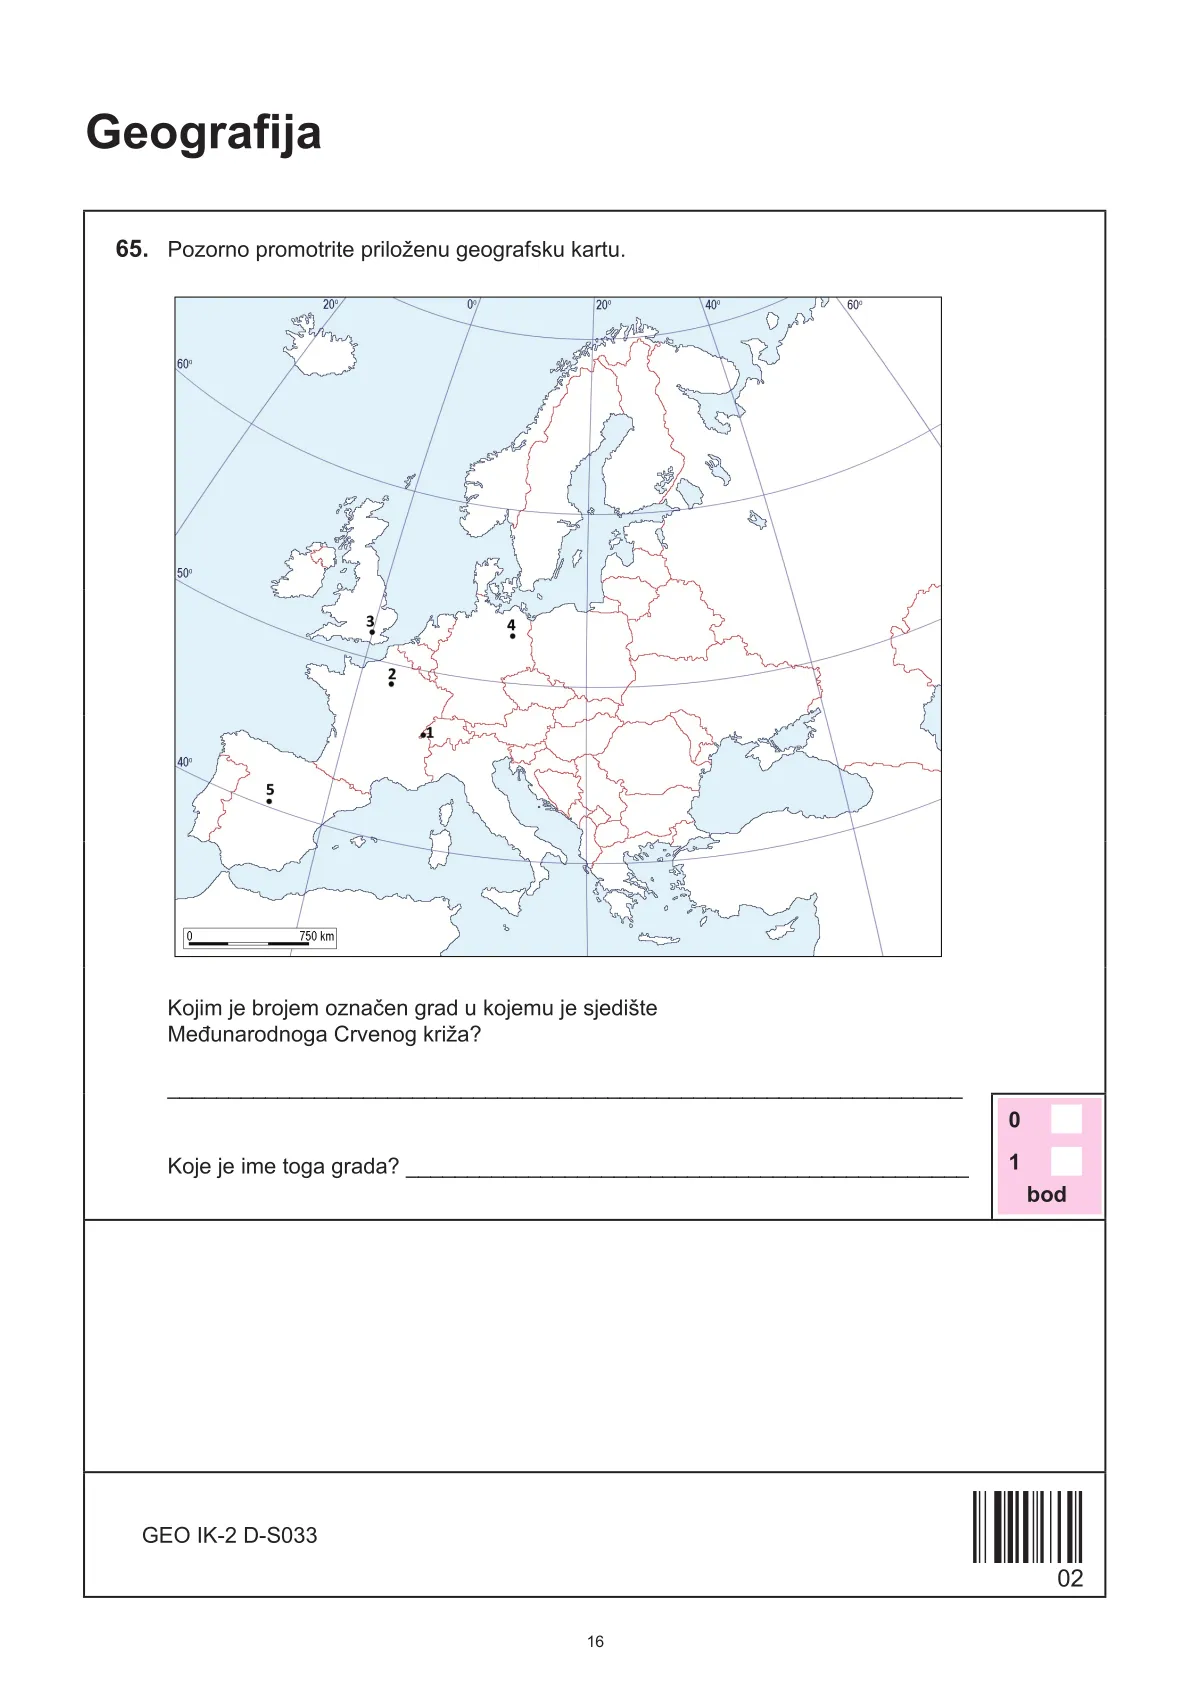 Geografija
65. Pozorno promotrite priloženu geografsku kartu.
20° 0° 20° 40° 60°
60°
50°
3
4
2
1
40°
5
0 750 km
Kojim je brojem označen grad u kojemu je sjedište
Međunarodnoga Crvenog križa?
0
1
Koje je ime toga grada?
bod
GEO IK-2 D-S033
02
16